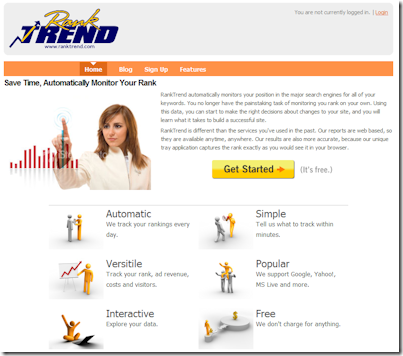 Rank
TREND
www.ranktrend.com
You are not currently logged in. | Login
Home Blog Sign Up Features
Save Time, Automatically Monitor Your Rank
RankTrend automatically monitors your position in the major search engines for all of your
keywords. You no longer have the painstaking task of monitoring you rank on your own. Using
this data, you can start to make the right decisions about changes to your site, and you will
learn what it takes to build a successful site.
RankTrend is different than the services you've used in the past. Our reports are web based, so
they are available anytime, anywhere. Our results are also more accurate, because our unique
tray application captures the rank exactly as you would see it in your browser.
Get Started
(It's free.)
Automatic
We track your rankings every
day.
Simple
Tell us what to track within
minutes.
Versitile
Track your rank, ad revenue,
costs and visitors.
Popular
We support Google, Yahoo!,
MS Live and more.
Interactive
Explore your data.
Free
We don't charge for anything.